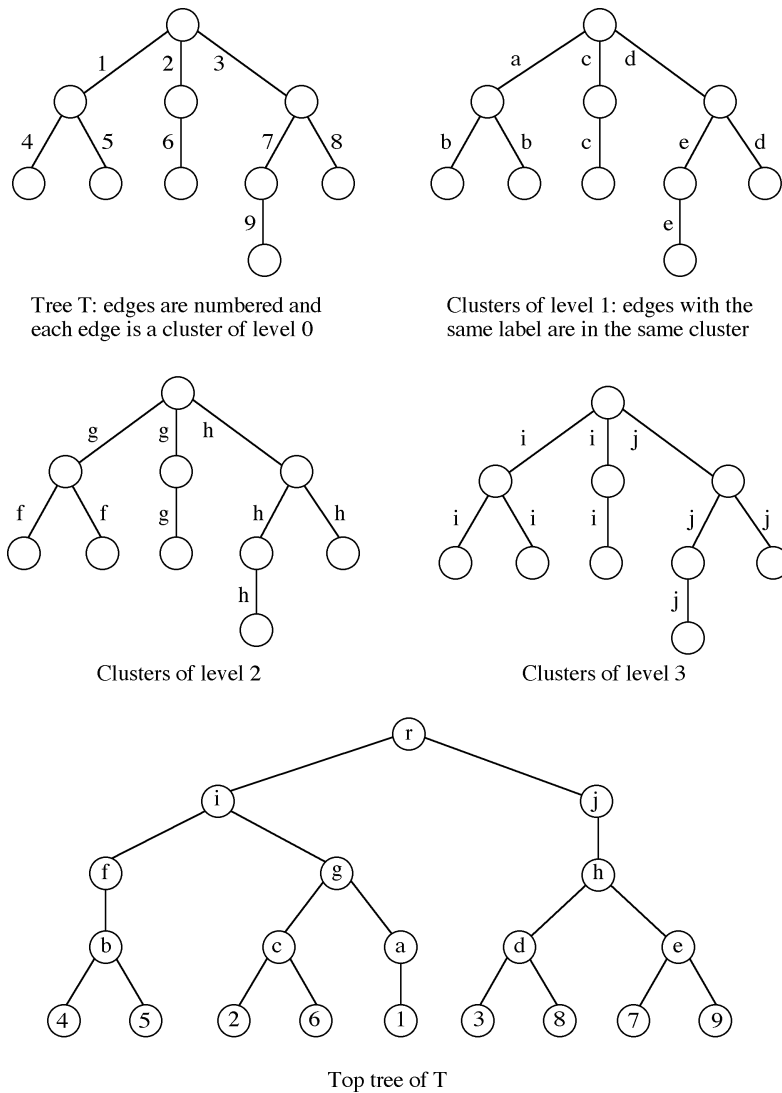 1 2 3
4 5 6 7 8
9
Tree T: edges are numbered and
each edge is a cluster of level 0
a c d
b b c e d
e
Clusters of level 1: edges with the
same label are in the same cluster
g g h
f f g h h
h
Clusters of level 2
i i j
i i i j j
j
Clusters of level 3
r
i j
f g h
b c a d e
4 5 2 6 1 3 8 7 9
Top tree of T